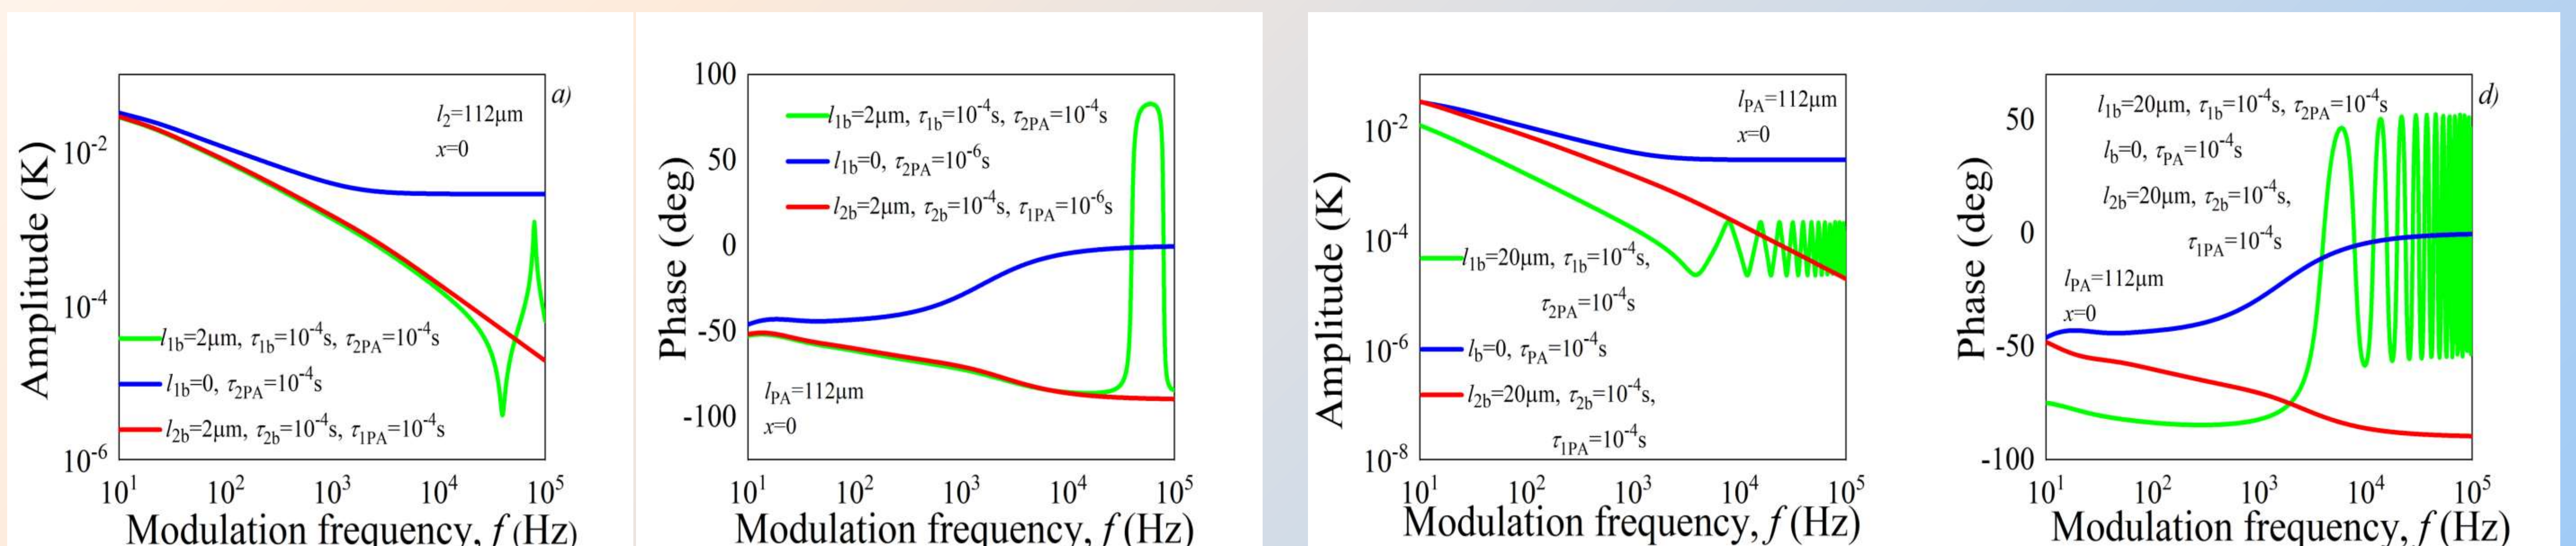 a)
l₂=112μm
x=0
Amplitude (K)
10⁻²
10⁻⁴
10⁻⁶
l₁b=2μm, τ₁b=10⁻⁴s, τ₂PA=10⁻⁴s
l₁b=0, τ₂PA=10⁻⁴s
l₂b=2μm, τ₂b=10⁻⁴s, τ₁PA=10⁻⁴s
10¹ 10² 10³ 10⁴ 10⁵
Modulation frequency, f (Hz)
100
50
0
-50
-100
Phase (deg)
l₁b=2μm, τ₁b=10⁻⁴s, τ₂PA=10⁻⁴s
l₁b=0, τ₂PA=10⁻⁶s
l₂b=2μm, τ₂b=10⁻⁴s, τ₁PA=10⁻⁶s
lPA=112μm
x=0
10¹ 10² 10³ 10⁴ 10⁵
Modulation frequency, f (Hz)
lPA=112μm
x=0
Amplitude (K)
10⁻²
10⁻⁴
10⁻⁶
10⁻⁸
l₁b=20μm, τ₁b=10⁻⁴s,
τ₂PA=10⁻⁴s
lb=0, τPA=10⁻⁴s
l₂b=20μm, τ₂b=10⁻⁴s,
τ₁PA=10⁻⁴s
10¹ 10² 10³ 10⁴ 10⁵
Modulation frequency, f (Hz)
d)
50
0
-50
-100
Phase (deg)
l₁b=20μm, τ₁b=10⁻⁴s, τ₂PA=10⁻⁴s
lb=0, τPA=10⁻⁴s
l₂b=20μm, τ₂b=10⁻⁴s,
τ₁PA=10⁻⁴s
lPA=112μm
x=0
10¹ 10² 10³ 10⁴ 10⁵
Modulation frequency, f (Hz)